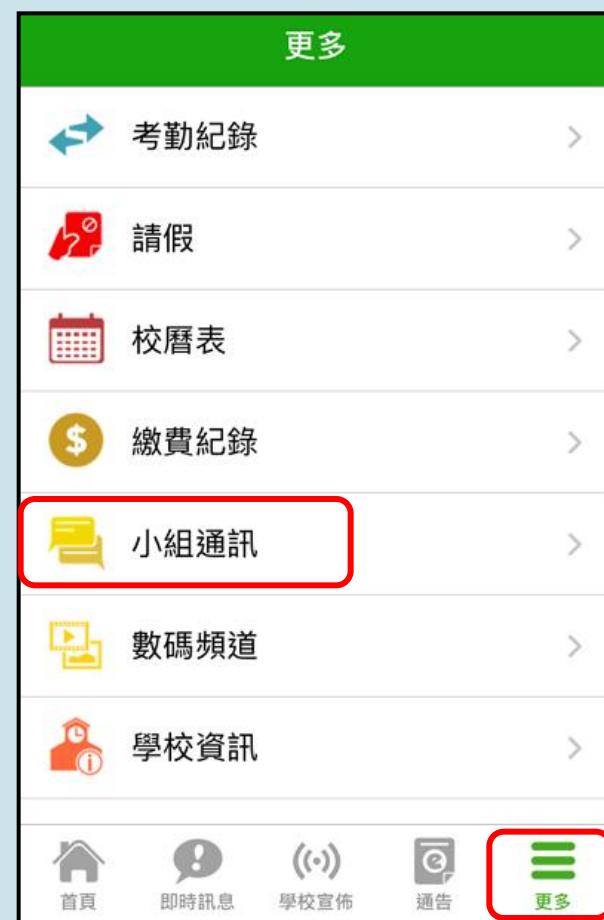 更多
考勤紀錄
請假
校曆表
$
繳費紀錄
小組通訊
數碼頻道
學校資訊
首頁
即時訊息
學校宣佈
通告
更多